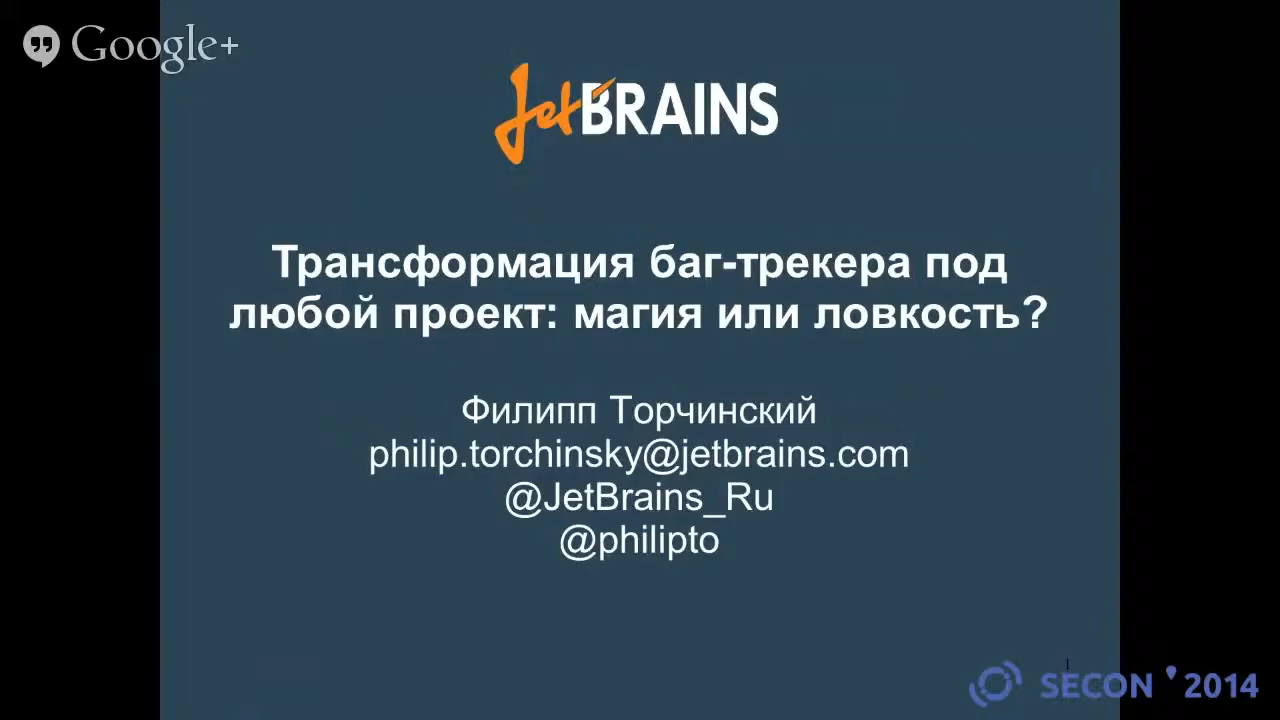 Google+
JetBRAINS
Трансформация баг-трекера под
любой проект: магия или ловкость?
Филипп Торчинский
philip.torchinsky@jetbrains.com
@JetBrains_Ru
@philipto
1
SECON '2014